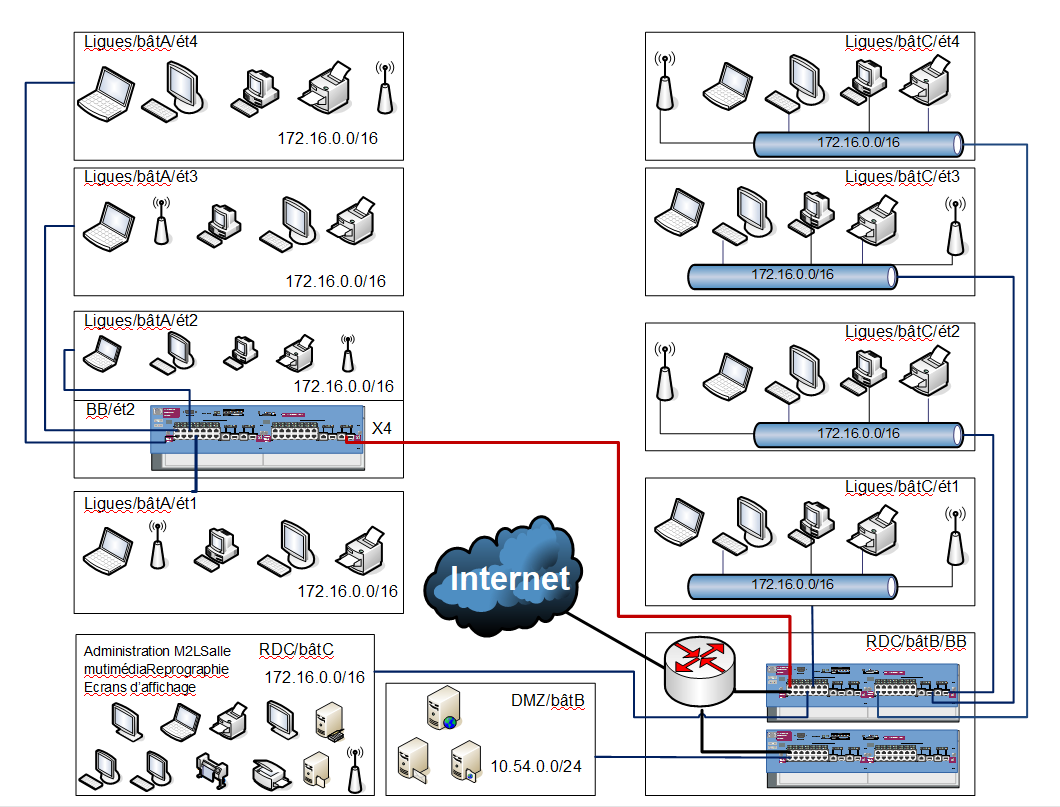 Ligues/bâtA/ét4
172.16.0.0/16
Ligues/bâtA/ét3
172.16.0.0/16
Ligues/bâtA/ét2
172.16.0.0/16
BB/ét2
X4
Ligues/bâtA/ét1
172.16.0.0/16
Administration M2LSalle
mutimédiaReprographie
Ecrans d'affichage
RDC/bâtC
172.16.0.0/16
Internet
DMZ/bâtB
10.54.0.0/24
Ligues/bâtC/ét4
172.16.0.0/16
Ligues/bâtC/ét3
172.16.0.0/16
Ligues/bâtC/ét2
172.16.0.0/16
Ligues/bâtC/ét1
172.16.0.0/16
RDC/bâtB/BB